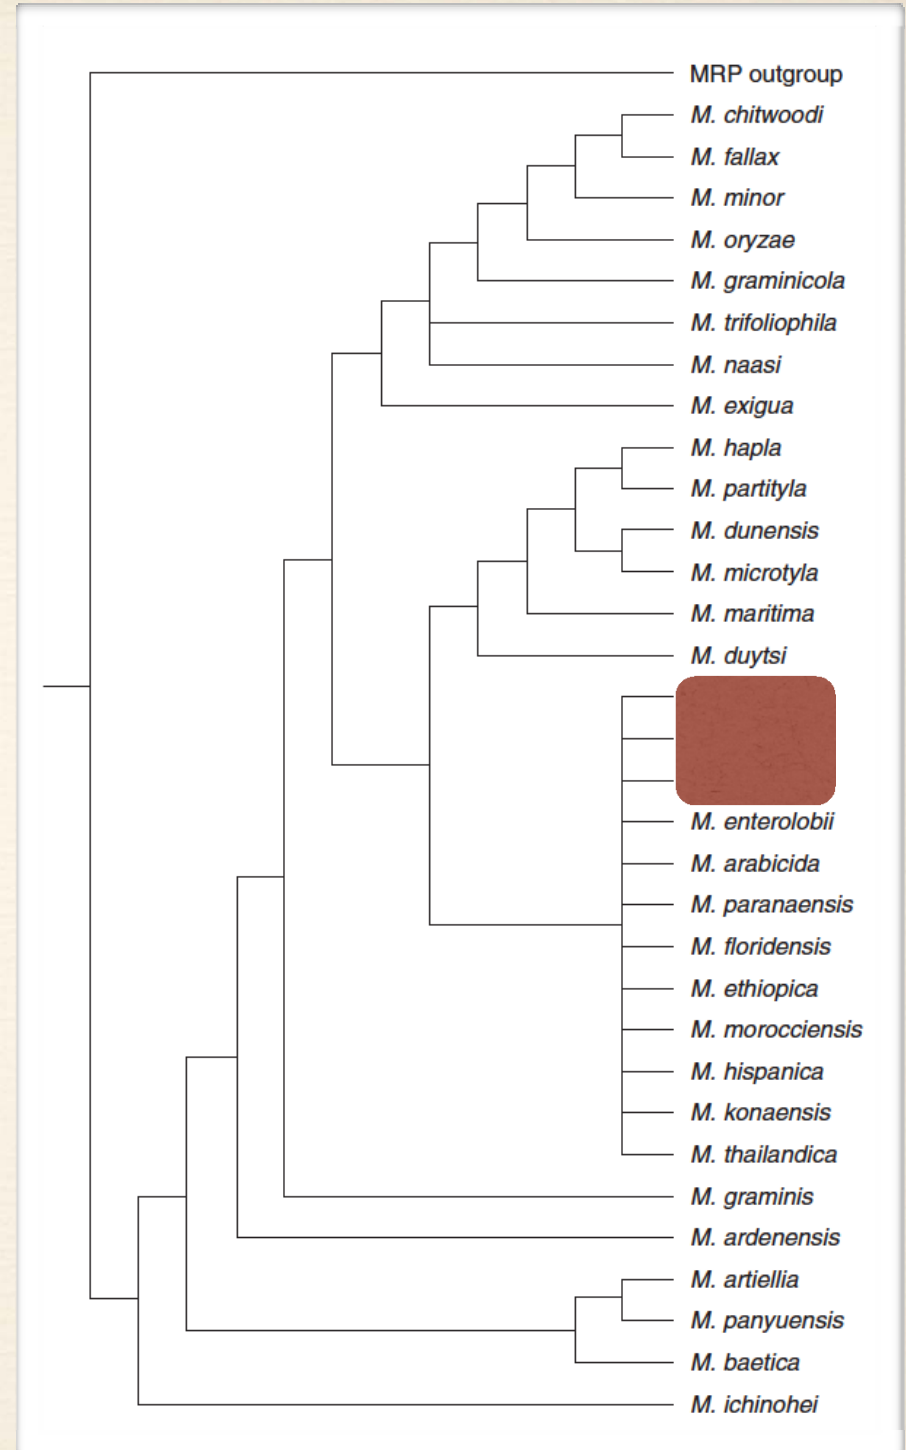 MRP outgroup
M. chitwoodi
M. fallax
M. minor
M. oryzae
M. graminicola
M. trifoliophila
M. naasi
M. exigua
M. hapla
M. partityla
M. dunensis
M. microtyla
M. maritima
M. duytsi
M. enterolobii
M. arabicida
M. paranaensis
M. floridensis
M. ethiopica
M. morocciensis
M. hispanica
M. konaensis
M. thailandica
M. graminis
M. ardenensis
M. artiellia
M. panyuensis
M. baetica
M. ichinohei